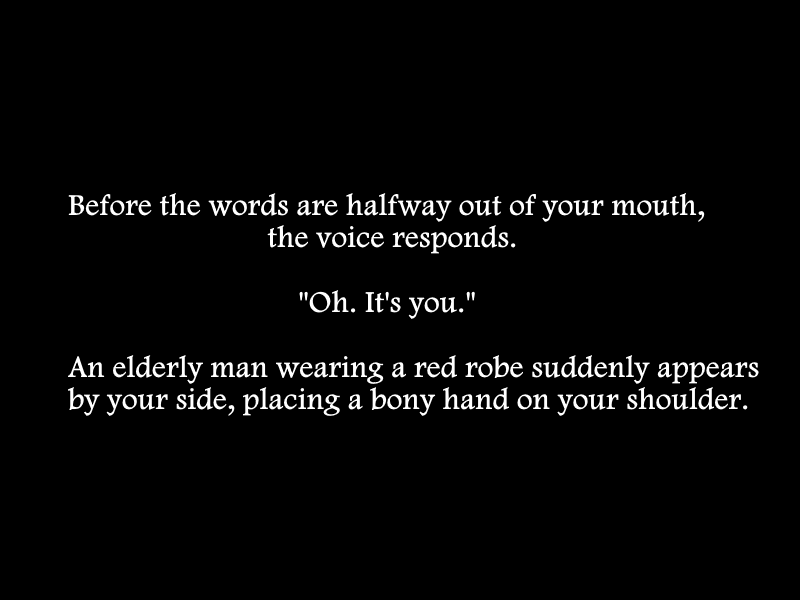 Before the words are halfway out of your mouth,
the voice responds.
"Oh. It's you."
An elderly man wearing a red robe suddenly appears
by your side, placing a bony hand on your shoulder.